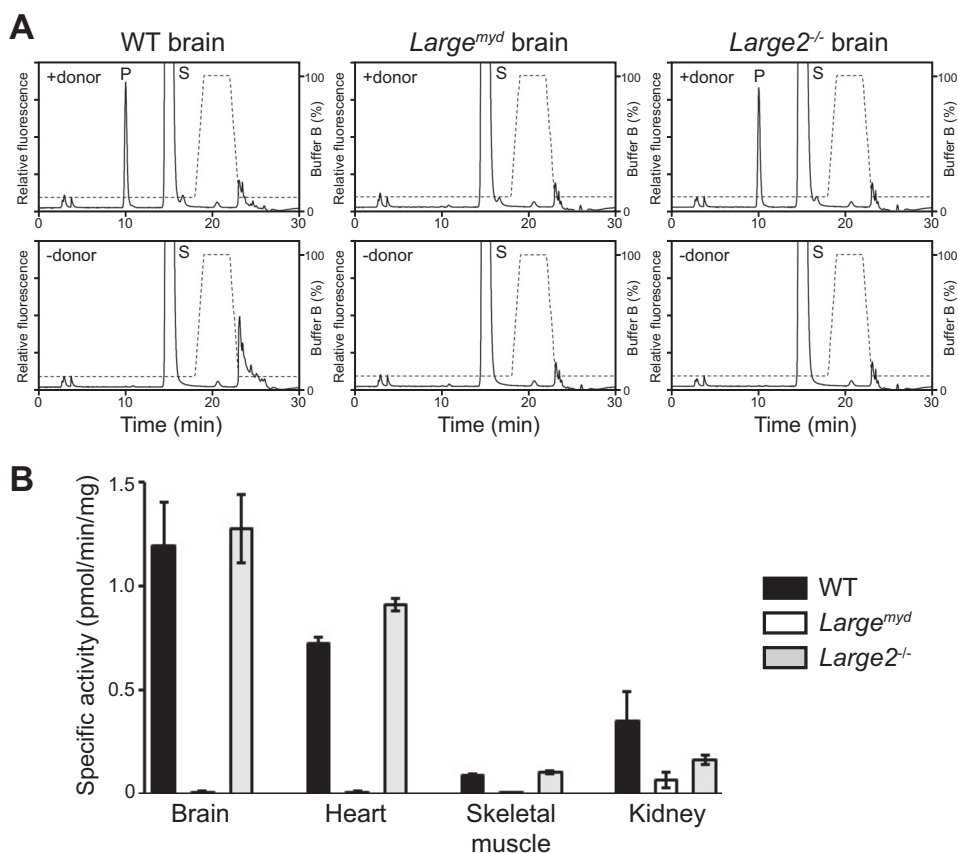 A
WT brain
Large^myd brain
Large2^-/- brain
Relative fluorescence
+donor
P
S
100
Buffer B (%)
0
0 10 20 30
Relative fluorescence
+donor
S
100
Buffer B (%)
0
0 10 20 30
Relative fluorescence
+donor
P
S
100
Buffer B (%)
0
0 10 20 30
Relative fluorescence
-donor
S
100
Buffer B (%)
0
0 10 20 30
Time (min)
Relative fluorescence
-donor
S
100
Buffer B (%)
0
0 10 20 30
Time (min)
Relative fluorescence
-donor
S
100
Buffer B (%)
0
0 10 20 30
Time (min)
B
Specific activity (pmol/min/mg)
1.5
1.0
0.5
0
Brain
Heart
Skeletal
muscle
Kidney
WT
Large^myd
Large2^-/-